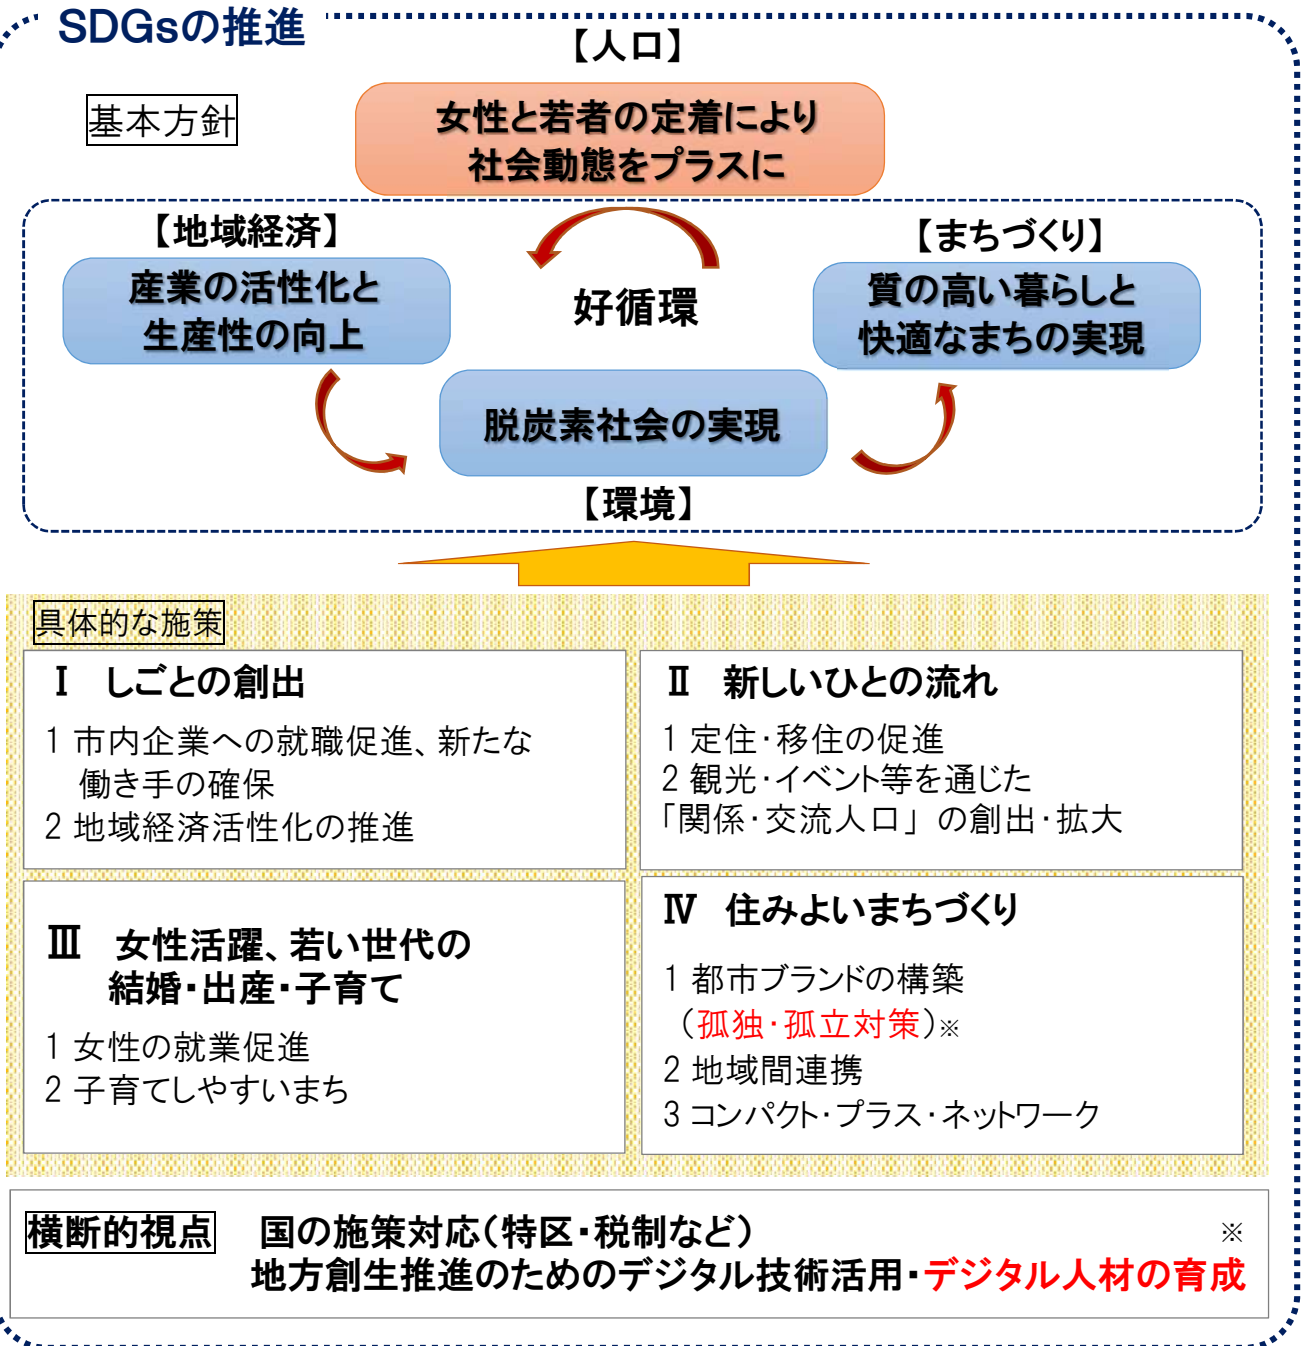 SDGsの推進
【人口】
基本方針
女性と若者の定着により
社会動態をプラスに
【地域経済】
産業の活性化と
生産性の向上
好循環
【まちづくり】
質の高い暮らしと
快適なまちの実現
脱炭素社会の実現
【環境】
具体的な施策
Ⅰ しごとの創出
1 市内企業への就職促進、新たな
働き手の確保
2 地域経済活性化の推進
Ⅱ 新しいひとの流れ
1 定住・移住の促進
2 観光・イベント等を通じた
「関係・交流人口」の創出・拡大
Ⅲ 女性活躍、若い世代の
結婚・出産・子育て
1 女性の就業促進
2 子育てしやすいまち
Ⅳ 住みよいまちづくり
1 都市ブランドの構築
（孤独・孤立対策）※
2 地域間連携
3 コンパクト・プラス・ネットワーク
横断的視点 国の施策対応（特区・税制など） ※
地方創生推進のためのデジタル技術活用・デジタル人材の育成